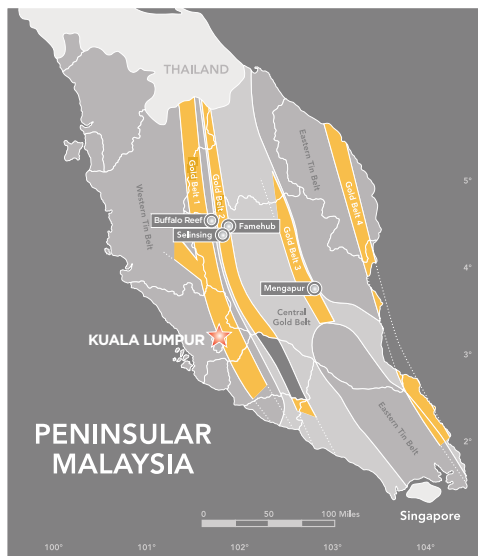 THAILAND
Gold Belt 1
Gold Belt 2
Eastern Tin Belt
Gold Belt 4
Western Tin Belt
5°
Buffalo Reef
Famehub
Selinsing
Gold Belt 3
4°
Mengapur
Central
Gold Belt
KUALA LUMPUR
3°
Eastern Tin Belt
PENINSULAR
MALAYSIA
2°
Singapore
0 50 100 Miles
100° 101° 102° 103° 104°